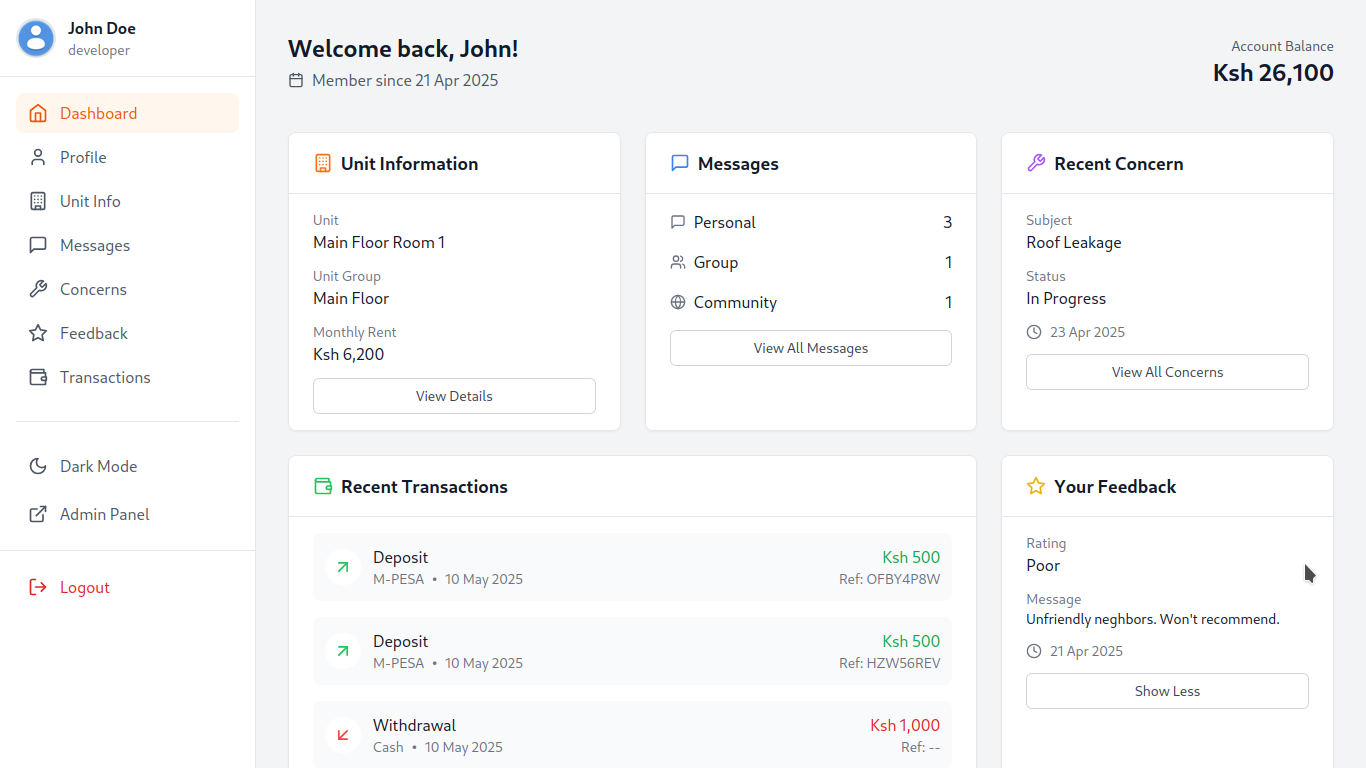 John Doe
developer
Dashboard
Profile
Unit Info
Messages
Concerns
Feedback
Transactions
Dark Mode
Admin Panel
Logout
Welcome back, John!
Member since 21 Apr 2025
Account Balance
Ksh 26,100
Unit Information
Unit
Main Floor Room 1
Unit Group
Main Floor
Monthly Rent
Ksh 6,200
View Details
Messages
Personal 3
Group 1
Community 1
View All Messages
Recent Concern
Subject
Roof Leakage
Status
In Progress
23 Apr 2025
View All Concerns
Recent Transactions
Deposit Ksh 500
M-PESA • 10 May 2025 Ref: OFBY4P8W
Deposit Ksh 500
M-PESA • 10 May 2025 Ref: HZW56REV
Withdrawal Ksh 1,000
Cash • 10 May 2025 Ref: --
Your Feedback
Rating
Poor
Message
Unfriendly neghbors. Won't recommend.
21 Apr 2025
Show Less